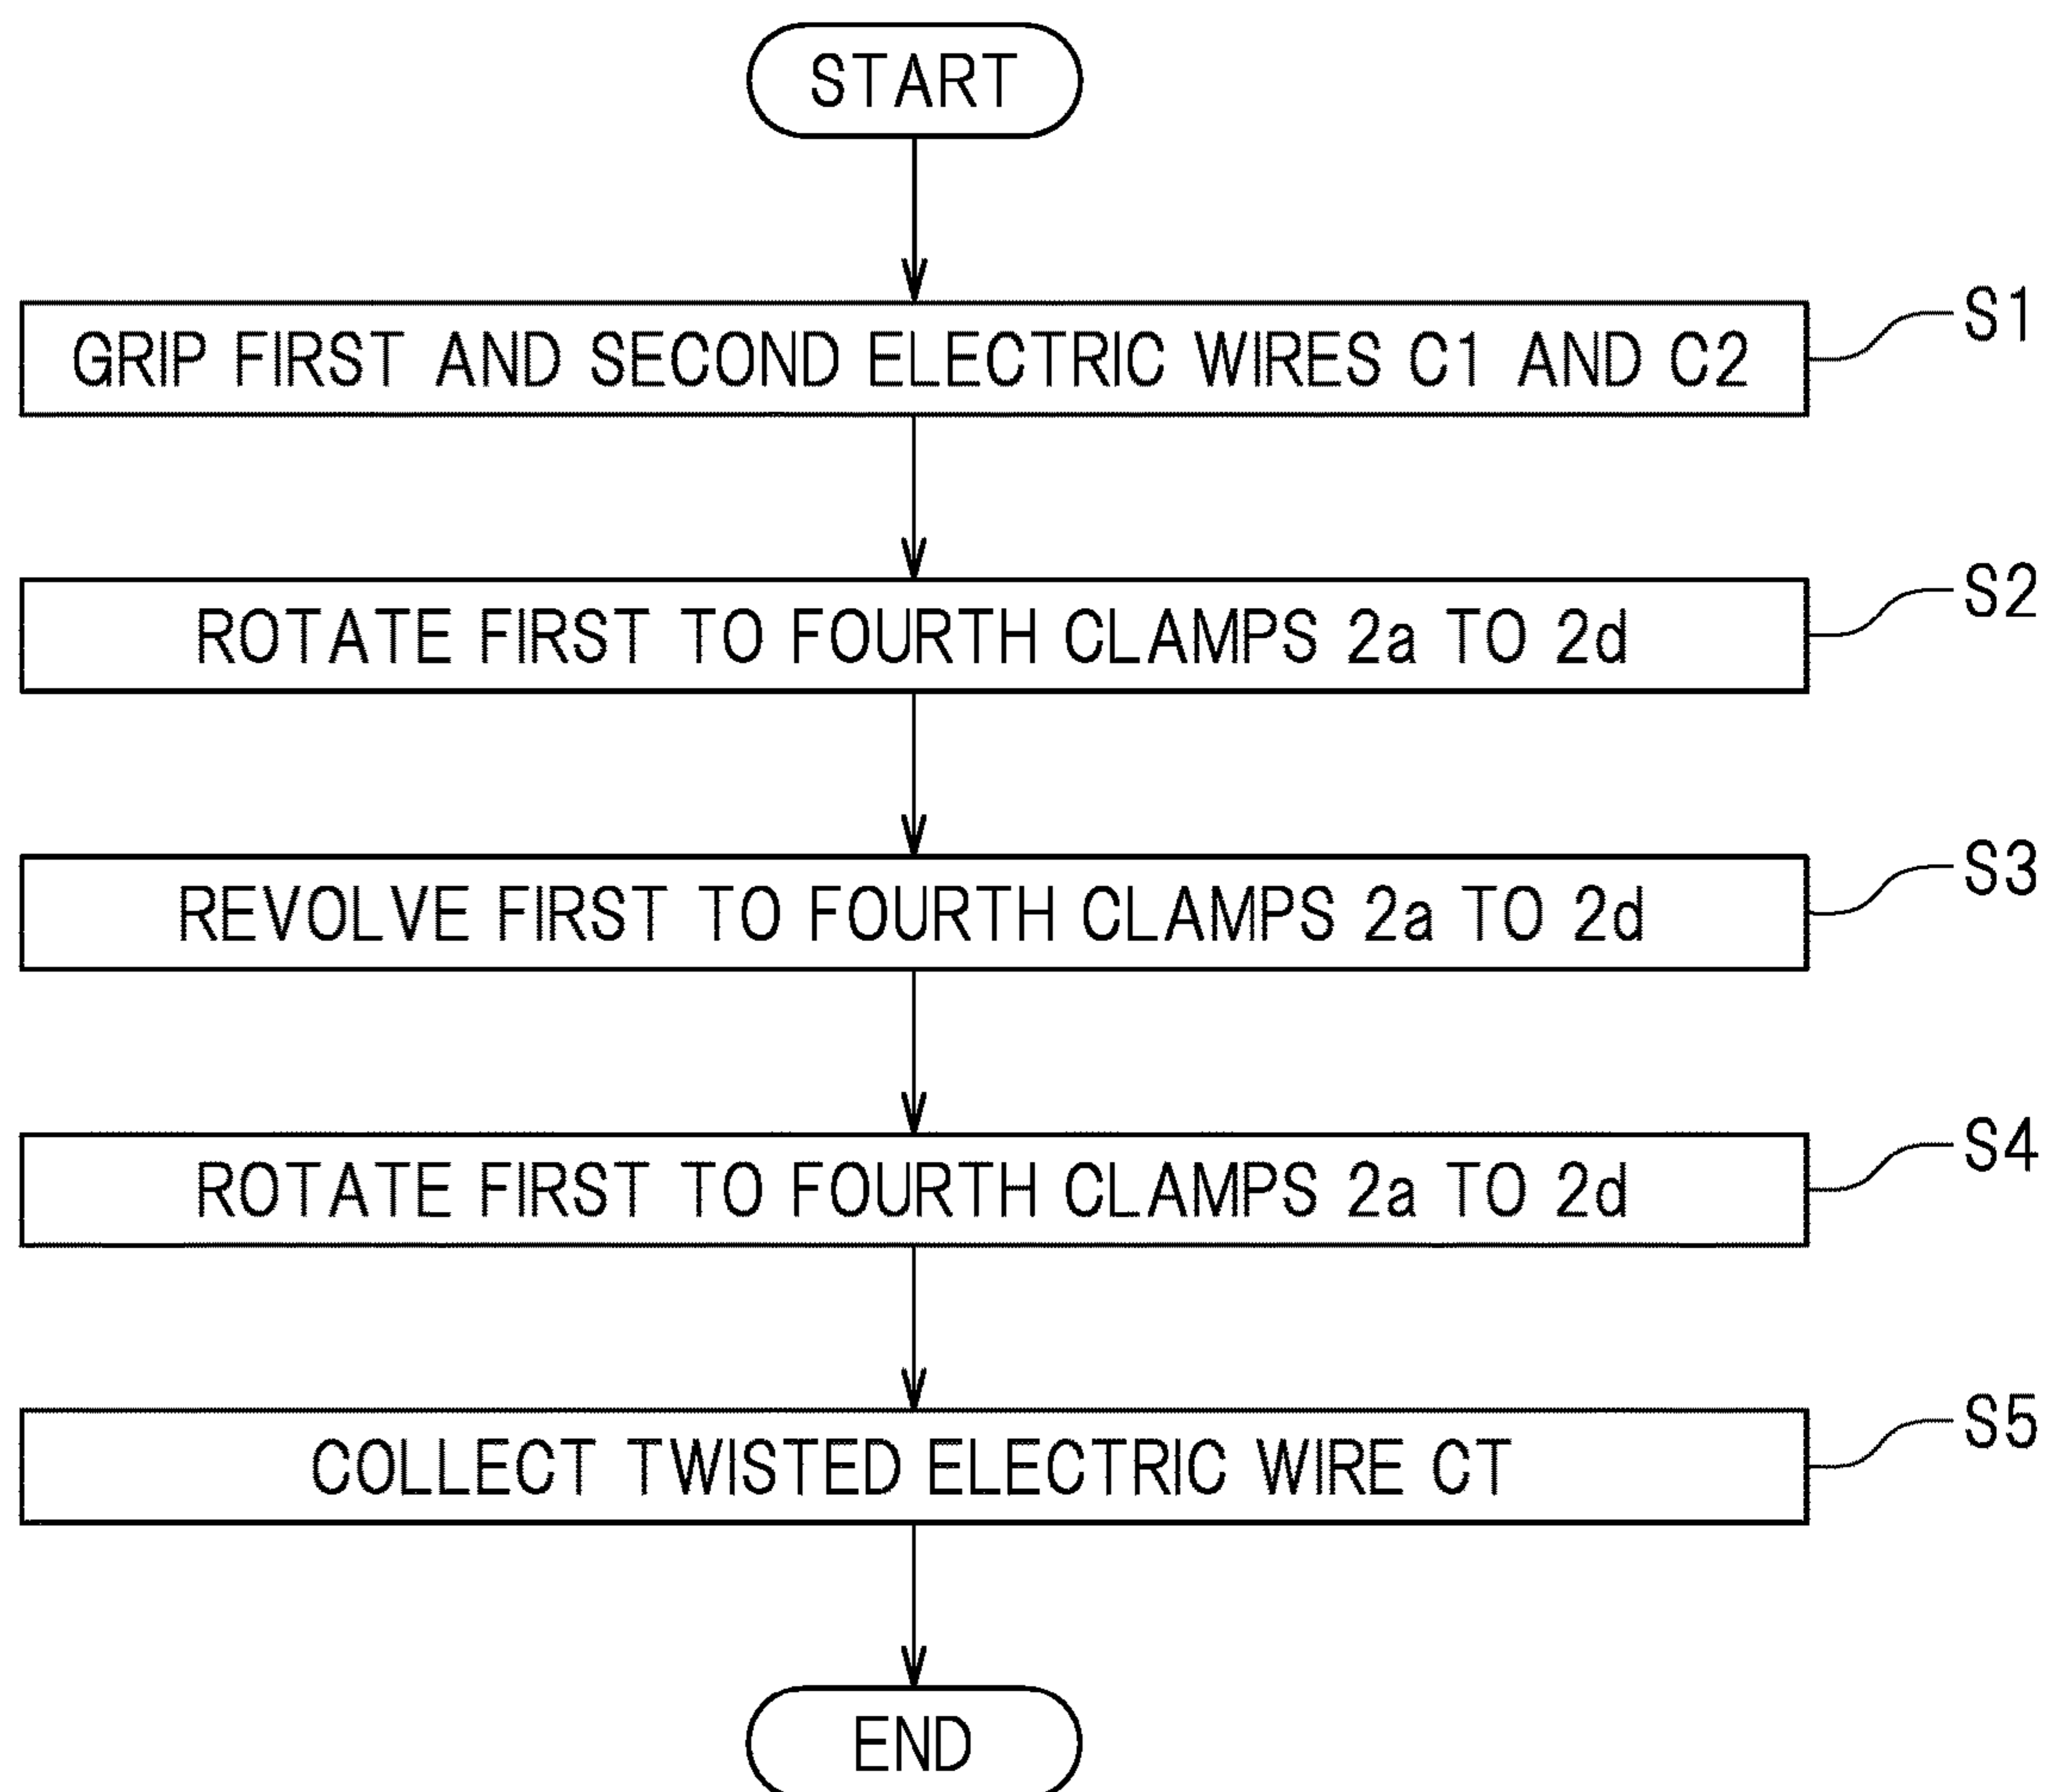 START
GRIP FIRST AND SECOND ELECTRIC WIRES C1 AND C2
S1
ROTATE FIRST TO FOURTH CLAMPS 2a TO 2d
S2
REVOLVE FIRST TO FOURTH CLAMPS 2a TO 2d
S3
ROTATE FIRST TO FOURTH CLAMPS 2a TO 2d
S4
COLLECT TWISTED ELECTRIC WIRE CT
S5
END